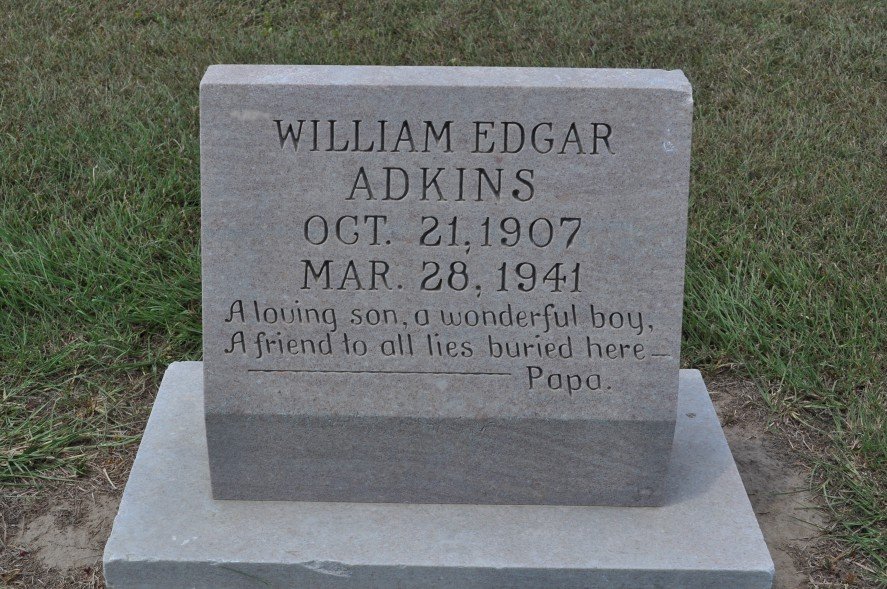 WILLIAM EDGAR
ADKINS
OCT. 21, 1907
MAR. 28, 1941
A loving son, a wonderful boy,
A friend to all lies buried here—
——— Papa.